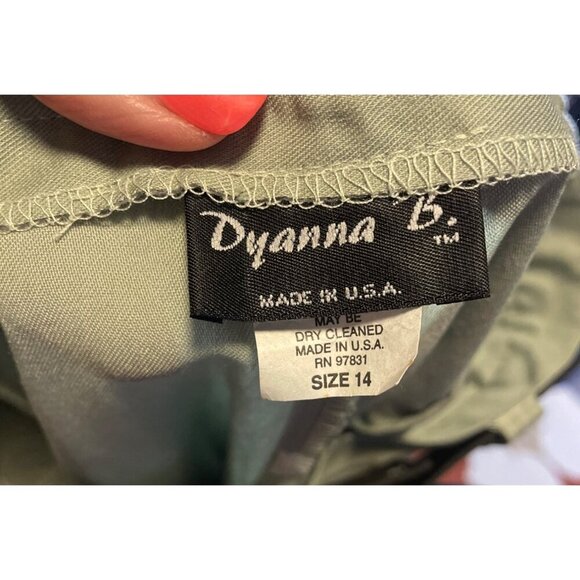 Dyanna B.
TM
MADE IN U.S.A.
MAY BE
DRY CLEANED
MADE IN U.S.A.
RN 97831
SIZE 14